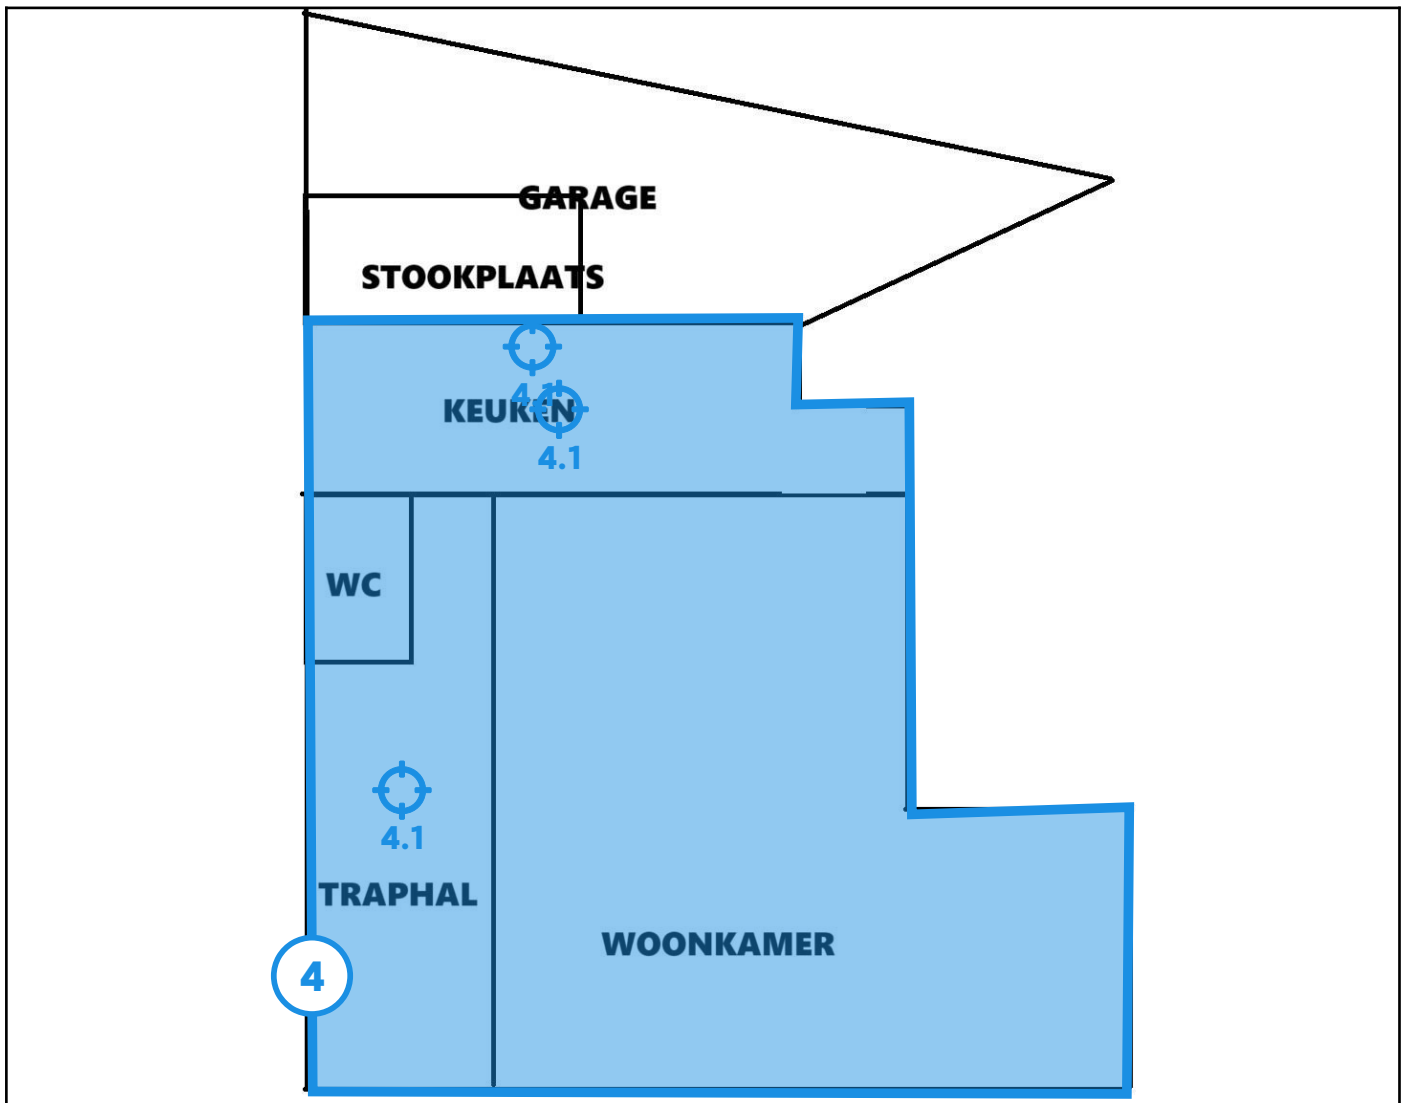 GARAGE
STOOKPLAATS
4.1
KEUKEN
4.1
WC
4.1
TRAPHAL
WOONKAMER
4